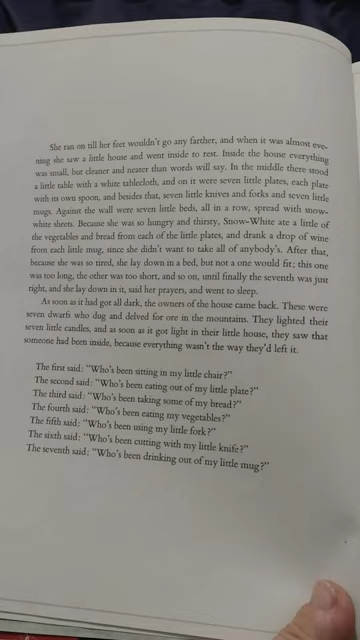 She ran on till her feet wouldn't go any farther, and when it was almost eve-
ning she saw a little house and went inside to rest. Inside the house everything
was small, but cleaner and neater than words will say. In the middle there stood
a little table with a white tablecloth, and on it were seven little plates, each plate
with its own spoon, and besides that, seven little knives and forks and seven little
mugs. Against the wall were seven little beds, all in a row, spread with snow-
white sheets. Because she was so hungry and thirsty, Snow-White ate a little of
the vegetables and bread from each of the little plates, and drank a drop of wine
from each little mug, since she didn't want to take all of anybody's. After that,
because she was so tired, she lay down in a bed, but not a one would fit; this one
was too long, the other was too short, and so on, until finally the seventh was just
right, and she lay down in it, said her prayers, and went to sleep.
As soon as it had got all dark, the owners of the house came back. These were
seven dwarfs who dug and delved for ore in the mountains. They lighted their
seven little candles, and as soon as it got light in their little house, they saw that
someone had been inside, because everything wasn't the way they'd left it.
The first said: "Who's been sitting in my little chair?"
The second said: "Who's been eating out of my little plate?"
The third said: "Who's been taking some of my bread?"
The fourth said: "Who's been eating my vegetables?"
The fifth said: "Who's been using my little fork?"
The sixth said: "Who's been cutting with my little knife?"
The seventh said: "Who's been drinking out of my little mug?"